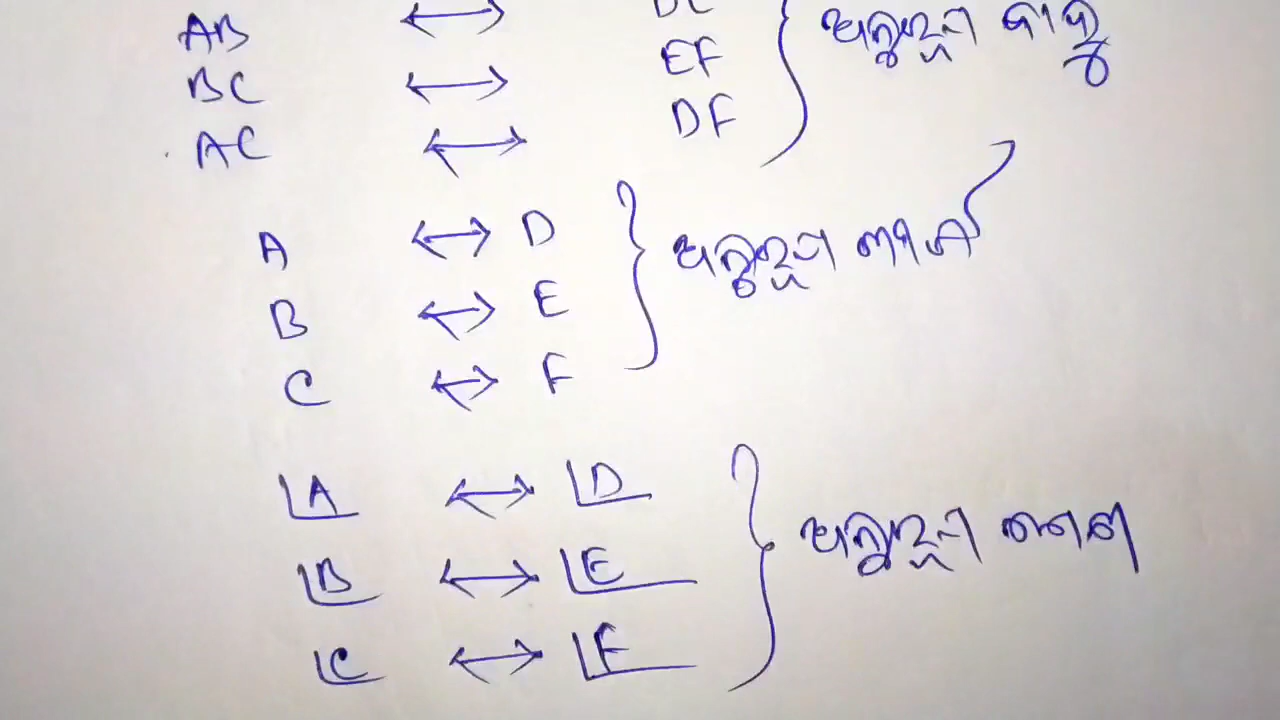 AB ↔ DE } ଅନୁରୂପ ବାହୁ
BC ↔ EF
AC ↔ DF
A ↔ D } ଅନୁରୂପ ଶୀର୍ଷ
B ↔ E
C ↔ F
∠A ↔ ∠D } ଅନୁରୂପ କୋଣ
∠B ↔ ∠E
∠C ↔ ∠F